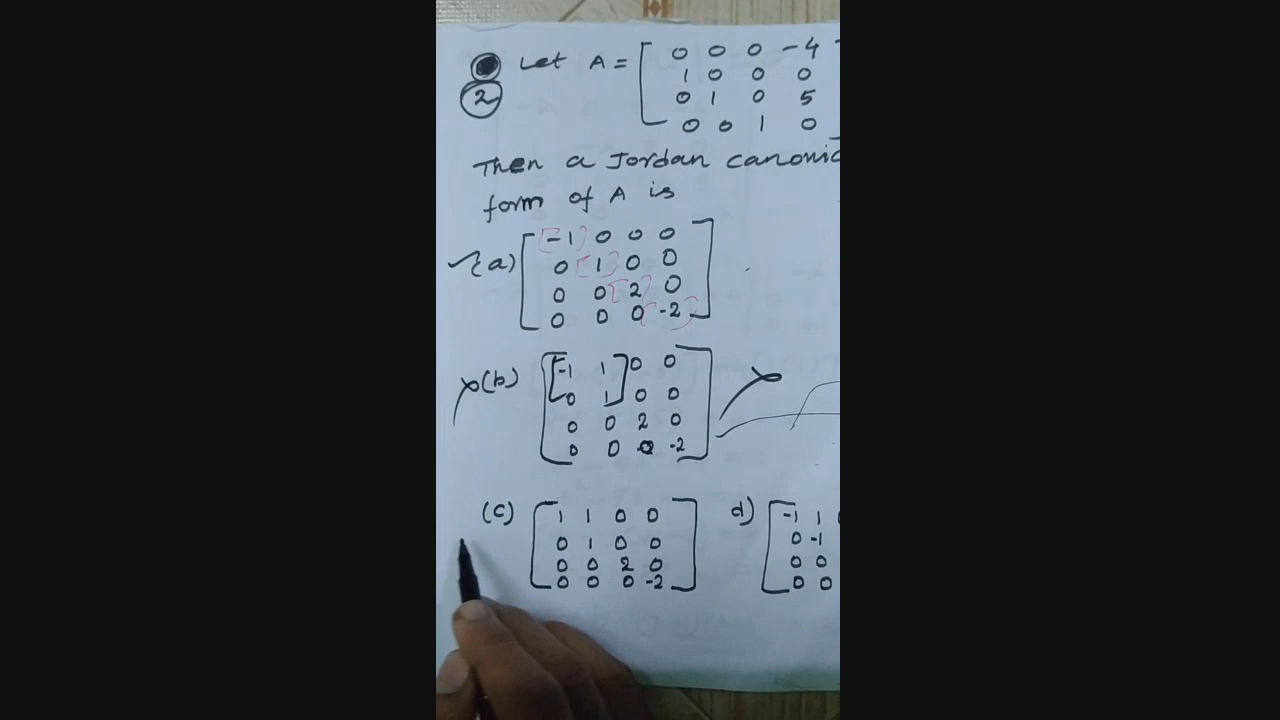 Let A = [ 0 0 0 -4
② 1 0 0 0
0 1 0 5
0 0 1 0 ]
Then a Jordan
form of A is
✓(a) [ -1 0 0 0
0 1 0 0
0 0 2 0
0 0 0 -2 ]
(b) [ -1 1 0 0
0 1 0 0
0 0 2 0
0 0 0 -2 ]
(c) [ 1 1 0 0 ] d) [ -1 1
0 1 0 0 0 -1
0 0 2 0 0 0
0 0 0 -2 0 0